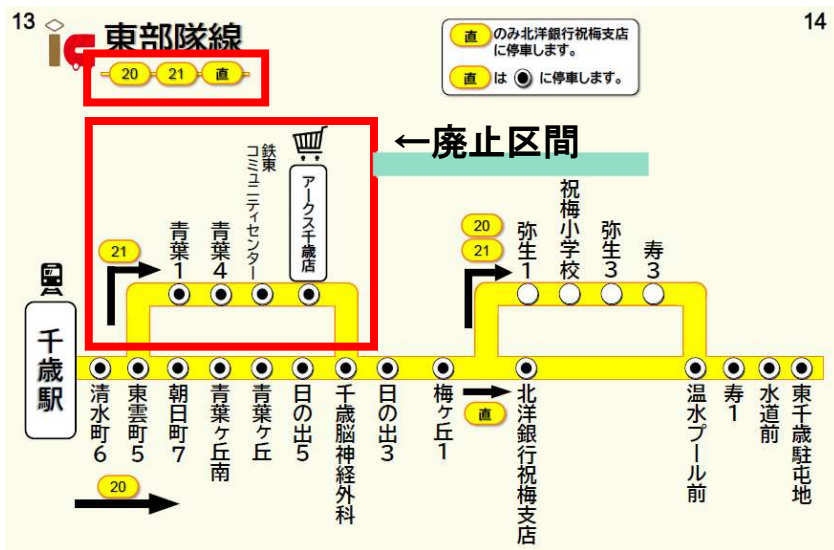 13
14
ic
東部隊線
20 21 直
直 のみ北洋銀行祝梅支店
に停車します。
直 は ◉ に停車します。
←廃止区間
21
青葉1
青葉4
鉄東
コミュニティセンター
アークス千歳店
20
21
弥生1
祝梅小学校
弥生3
寿3
千歳駅
清水町6
東雲町5
朝日町7
青葉ヶ丘南
青葉ヶ丘
日の出5
千歳脳神経外科
日の出3
梅ヶ丘1
直
北洋銀行祝梅支店
温水プール前
寿1
水道前
東千歳駐屯地
20